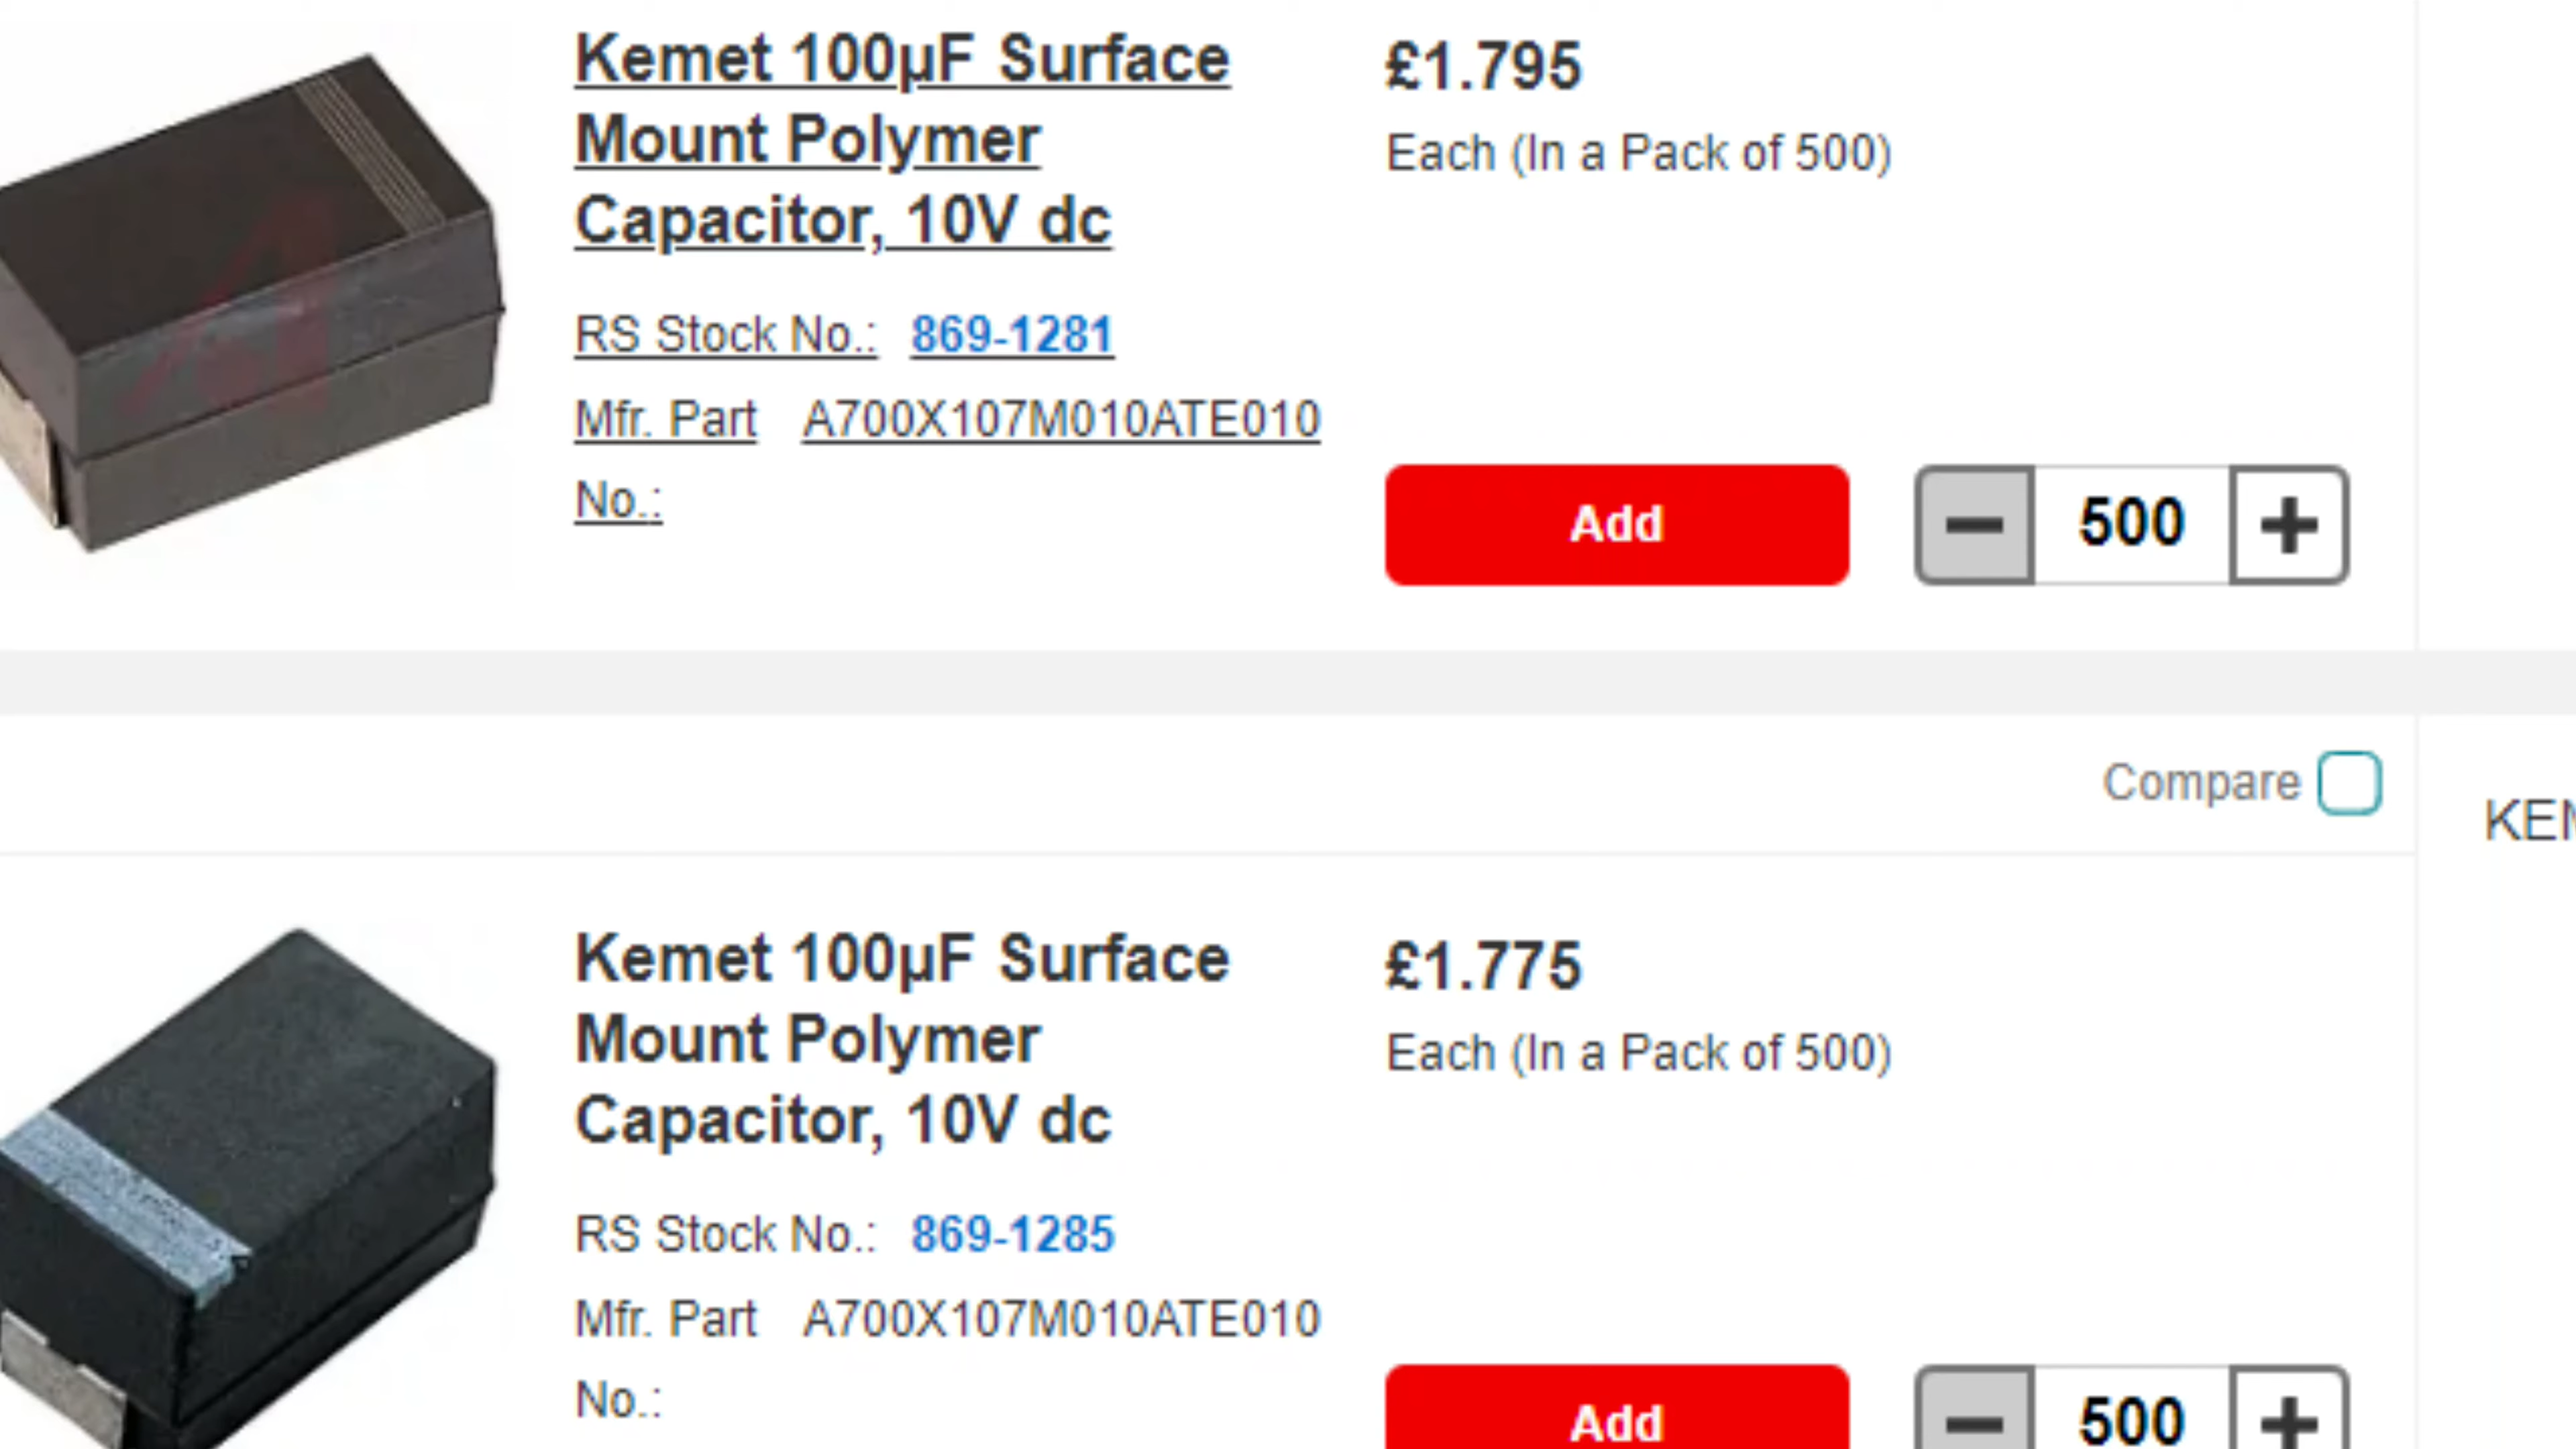 Kemet 100µF Surface
Mount Polymer
Capacitor, 10V dc
£1.795
Each (In a Pack of 500)
RS Stock No.: 869-1281
Mfr. Part A700X107M010ATE010
No.:
Add
500
Compare
KEM
Kemet 100µF Surface
Mount Polymer
Capacitor, 10V dc
£1.775
Each (In a Pack of 500)
RS Stock No.: 869-1285
Mfr. Part A700X107M010ATE010
No.:
Add
500